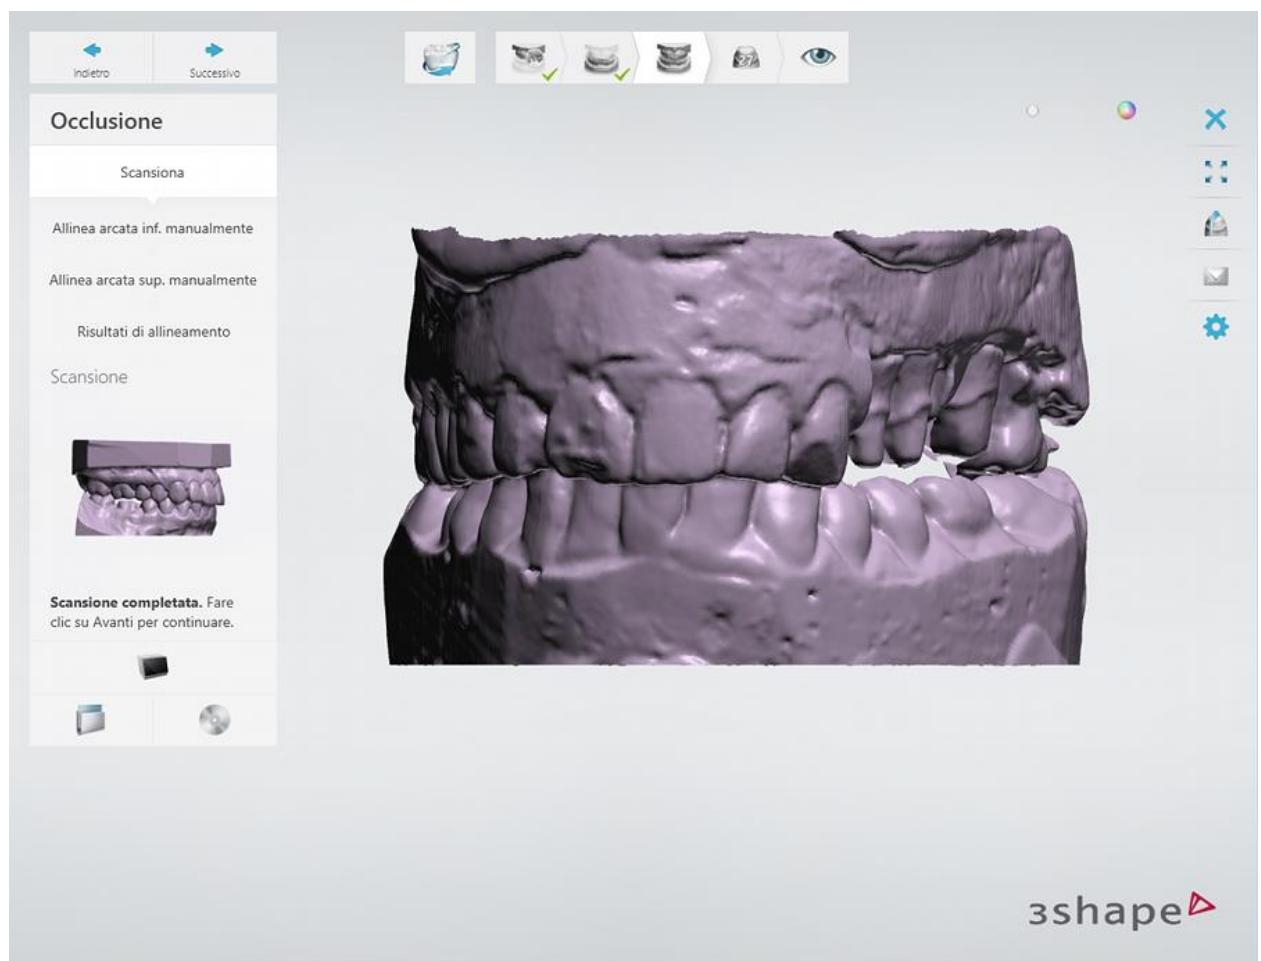 Indietro
Successivo
27
Occlusione
Scansiona
Allinea arcata inf. manualmente
Allinea arcata sup. manualmente
Risultati di allineamento
Scansione
Scansione completata. Fare
clic su Avanti per continuare.
3shape